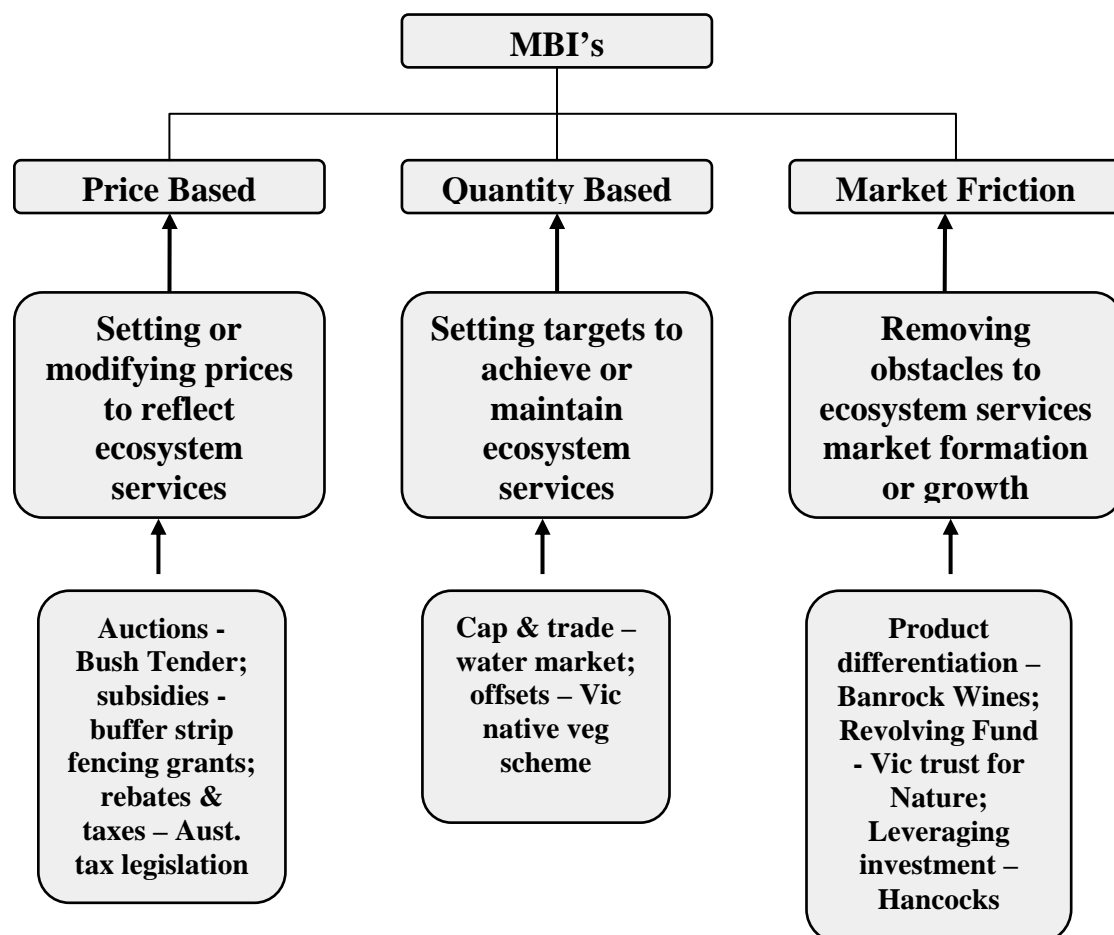 MBI's
Price Based
Quantity Based
Market Friction
Setting or
modifying prices
to reflect
ecosystem
services
Setting targets to
achieve or
maintain
ecosystem
services
Removing
obstacles to
ecosystem services
market formation
or growth
Auctions -
Bush Tender;
subsidies -
buffer strip
fencing grants;
rebates &
taxes – Aust.
tax legislation
Cap & trade –
water market;
offsets – Vic
native veg
scheme
Product
differentiation –
Banrock Wines;
Revolving Fund
- Vic trust for
Nature;
Leveraging
investment –
Hancocks